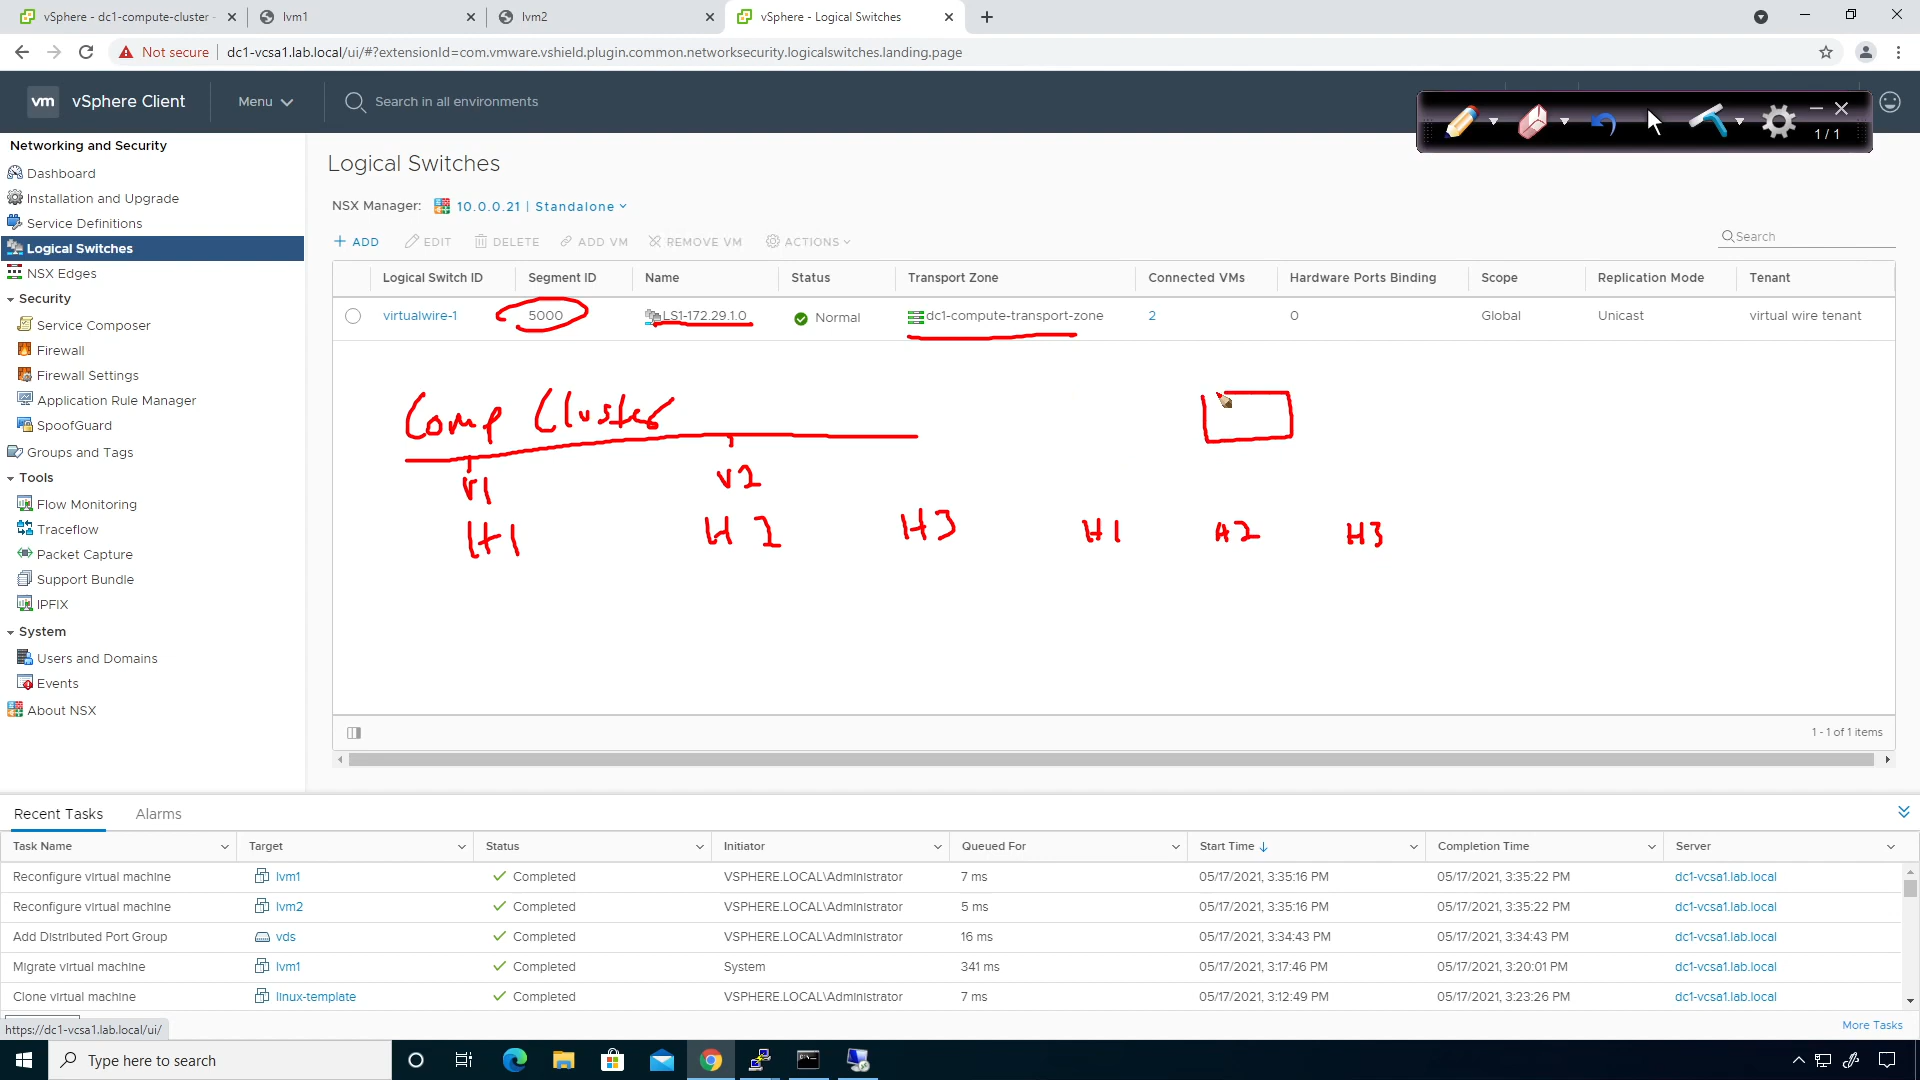 vSphere - dc1-compute-cluster - lvm1 lvm2 vSphere - Logical Switches
Not secure dc1-vcsa1.lab.local/ui/#?extensionId=com.vmware.vshield.plugin.common.networksecurity.logicalswitches.landing.page
vm vSphere Client Menu Search in all environments
1 / 1
Networking and Security
Dashboard
Installation and Upgrade
Service Definitions
Logical Switches
NSX Edges
Security
Service Composer
Firewall
Firewall Settings
Application Rule Manager
SpoofGuard
Groups and Tags
Tools
Flow Monitoring
Traceflow
Packet Capture
Support Bundle
IPFIX
System
Users and Domains
Events
About NSX
Logical Switches
NSX Manager: 10.0.0.21 | Standalone
ADD EDIT DELETE ADD VM REMOVE VM ACTIONS Search
Logical Switch ID Segment ID Name Status Transport Zone Connected VMs Hardware Ports Binding Scope Replication Mode Tenant
virtualwire-1 5000 LS1-172.29.1.0 Normal dc1-compute-transport-zone 2 0 Global Unicast virtual wire tenant
Comp Cluster
V1 V2
H1 H2 H3 H1 H2 H3
1 - 1 of 1 items
Recent Tasks Alarms
Task Name Target Status Initiator Queued For Start Time Completion Time Server
Reconfigure virtual machine lvm1 Completed VSPHERE.LOCAL\Administrator 7 ms 05/17/2021, 3:35:16 PM 05/17/2021, 3:35:22 PM dc1-vcsa1.lab.local
Reconfigure virtual machine lvm2 Completed VSPHERE.LOCAL\Administrator 5 ms 05/17/2021, 3:35:16 PM 05/17/2021, 3:35:22 PM dc1-vcsa1.lab.local
Add Distributed Port Group vds Completed VSPHERE.LOCAL\Administrator 16 ms 05/17/2021, 3:34:43 PM 05/17/2021, 3:34:43 PM dc1-vcsa1.lab.local
Migrate virtual machine lvm1 Completed System 341 ms 05/17/2021, 3:17:46 PM 05/17/2021, 3:20:01 PM dc1-vcsa1.lab.local
Clone virtual machine linux-template Completed VSPHERE.LOCAL\Administrator 7 ms 05/17/2021, 3:12:49 PM 05/17/2021, 3:23:26 PM dc1-vcsa1.lab.local
https://dc1-vcsa1.lab.local/ui/ More Tasks
Type here to search